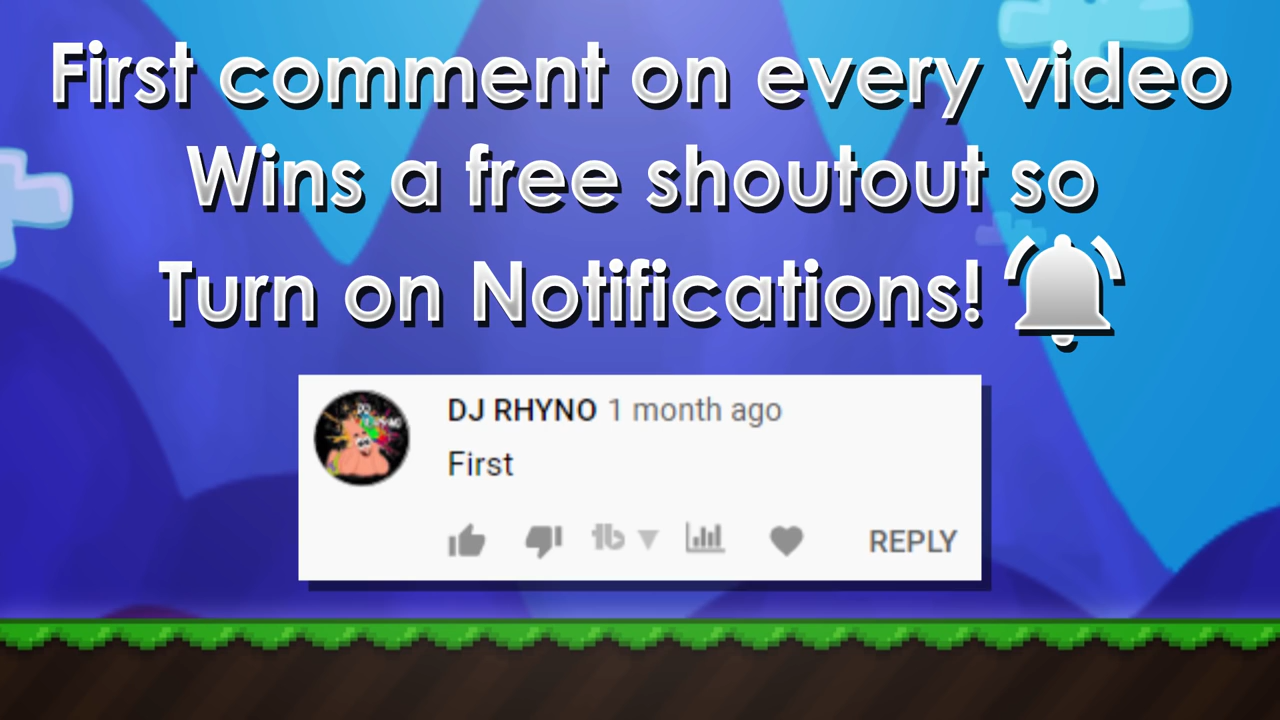 First comment on every video
Wins a free shoutout so
Turn on Notifications!
DJ RHYNO 1 month ago
First
REPLY